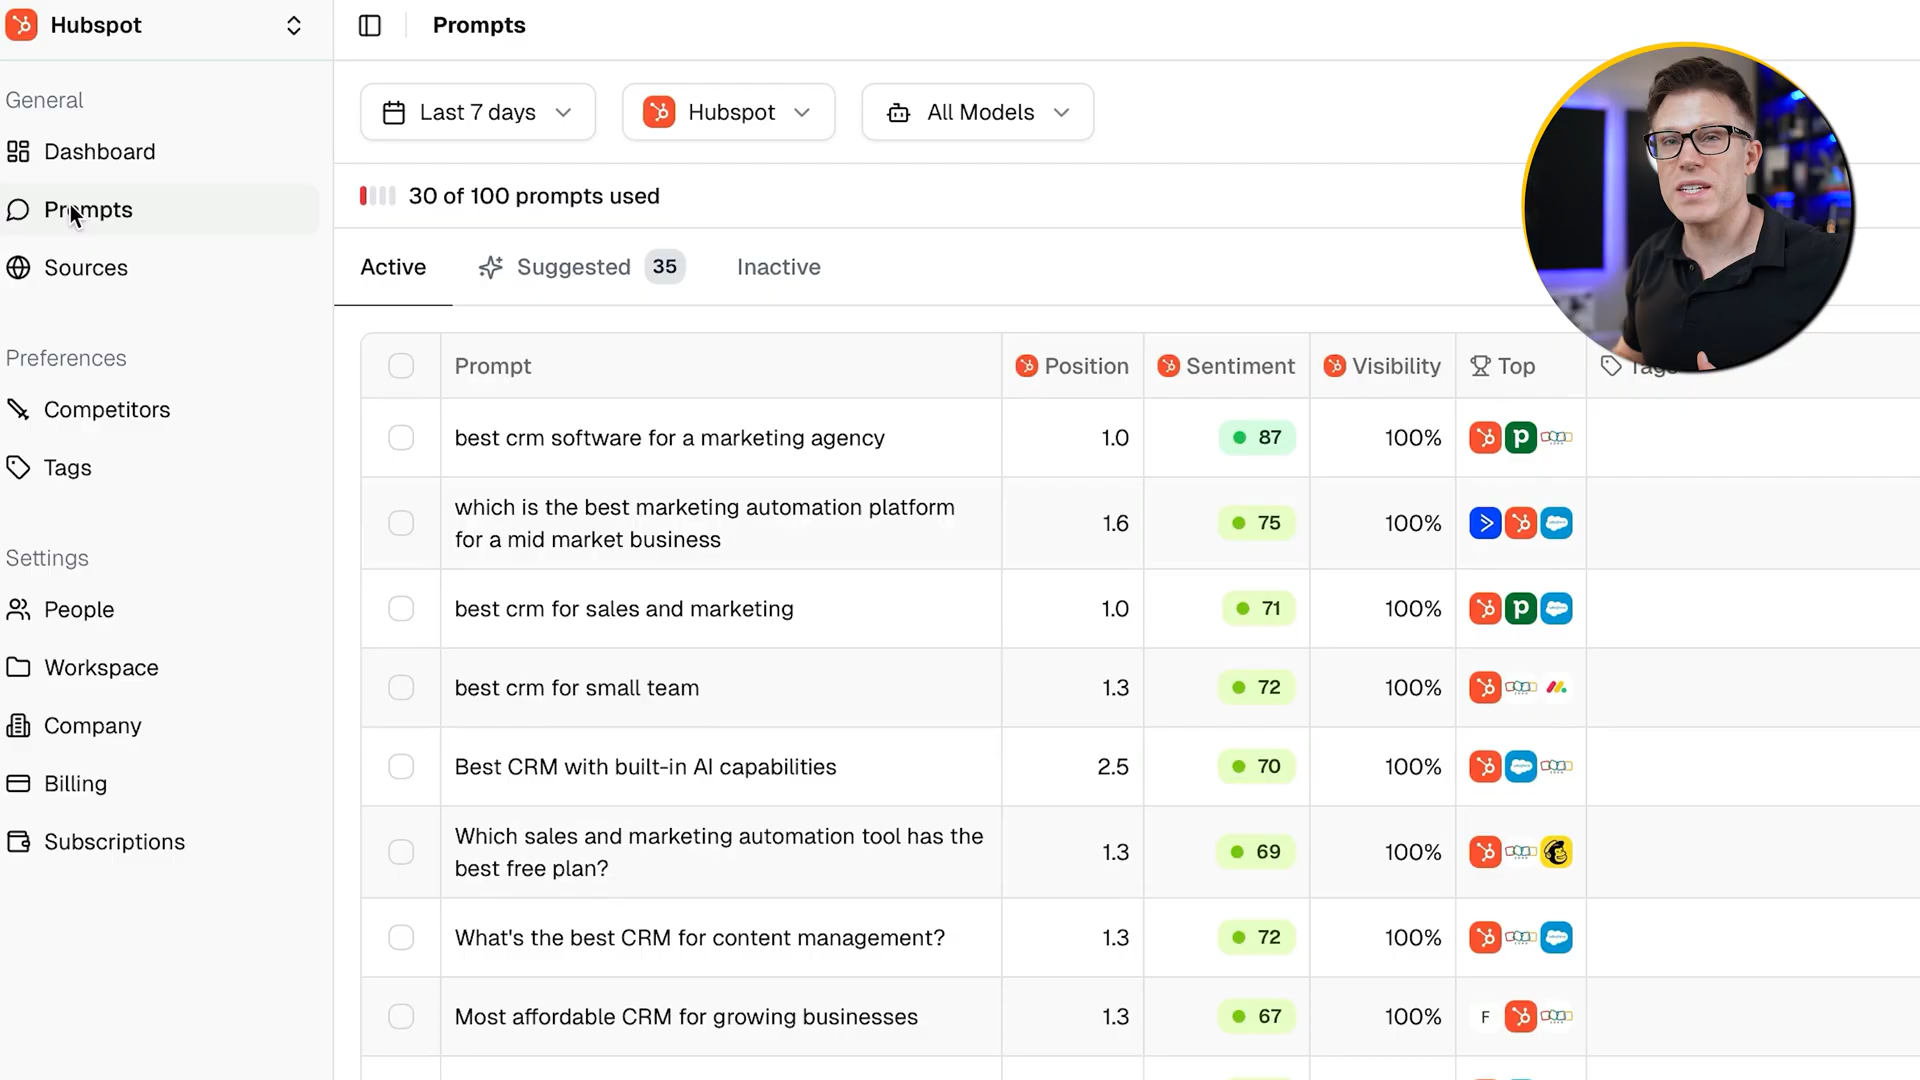 Hubspot
Prompts
General
Dashboard
Prompts
Sources
Preferences
Competitors
Tags
Settings
People
Workspace
Company
Billing
Subscriptions
Last 7 days
Hubspot
All Models
30 of 100 prompts used
Active
Suggested 35
Inactive
Prompt Position Sentiment Visibility Top Tags
best crm software for a marketing agency 1.0 87 100%
which is the best marketing automation platform
for a mid market business 1.6 75 100%
best crm for sales and marketing 1.0 71 100%
best crm for small team 1.3 72 100%
Best CRM with built-in AI capabilities 2.5 70 100%
Which sales and marketing automation tool has the
best free plan? 1.3 69 100%
What's the best CRM for content management? 1.3 72 100%
Most affordable CRM for growing businesses 1.3 67 100% F